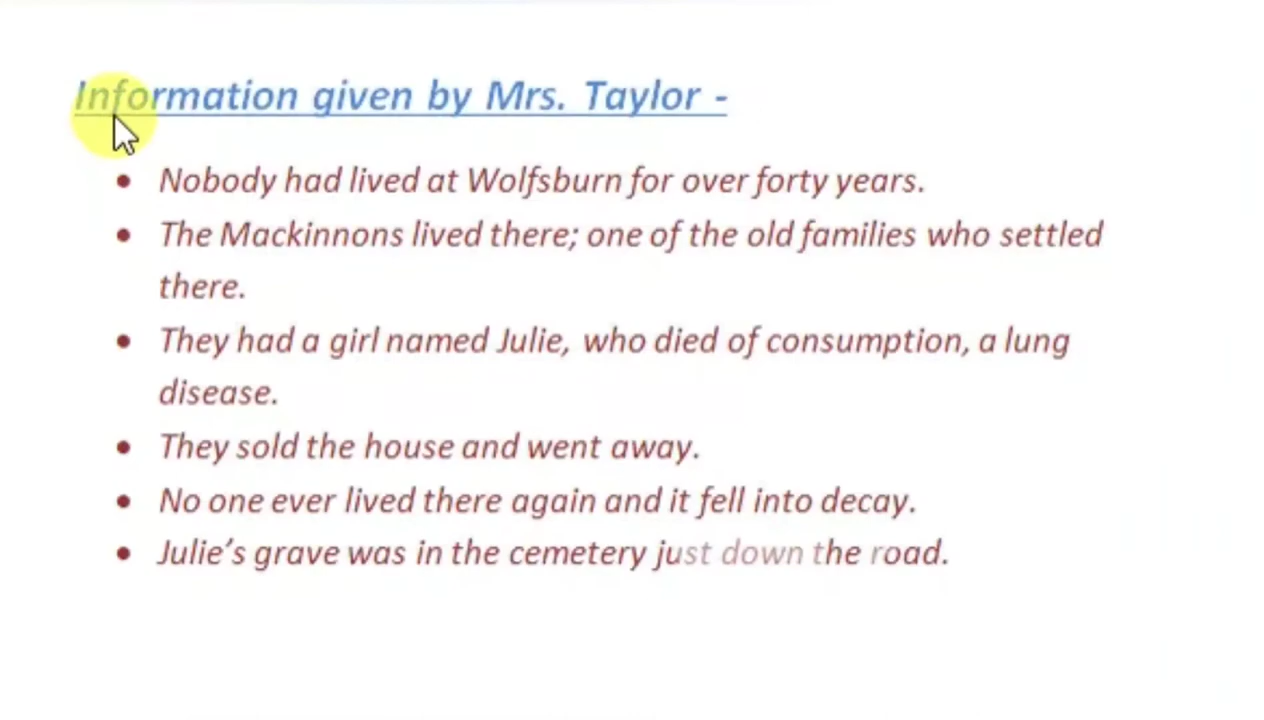 Information given by Mrs. Taylor -
• Nobody had lived at Wolfsburn for over forty years.
• The Mackinnons lived there; one of the old families who settled
there.
• They had a girl named Julie, who died of consumption, a lung
disease.
• They sold the house and went away.
• No one ever lived there again and it fell into decay.
• Julie's grave was in the cemetery just down the road.